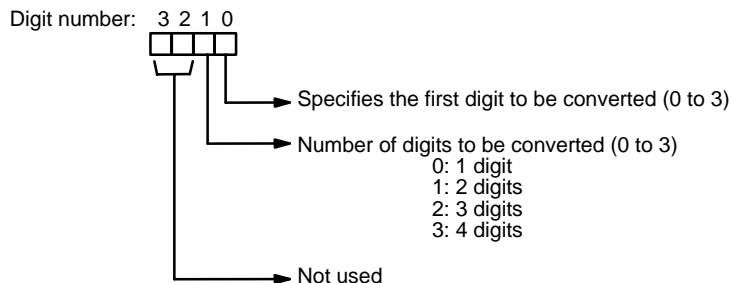 Digit number: 3 2 1 0
Specifies the first digit to be converted (0 to 3)
Number of digits to be converted (0 to 3)
0: 1 digit
1: 2 digits
2: 3 digits
3: 4 digits
Not used